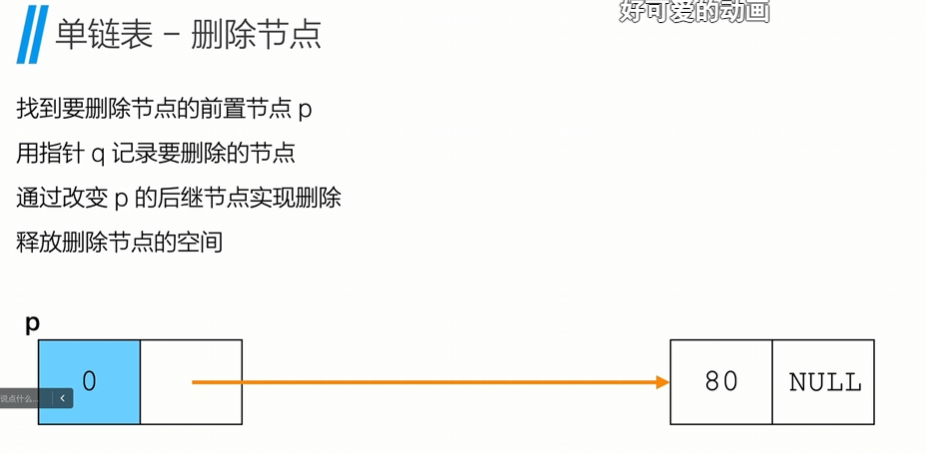 好可爱的动画
单链表 - 删除节点
找到要删除节点的前置节点 p
用指针 q 记录要删除的节点
通过改变 p 的后继节点实现删除
释放删除节点的空间
p
0
80 NULL
说点什么...